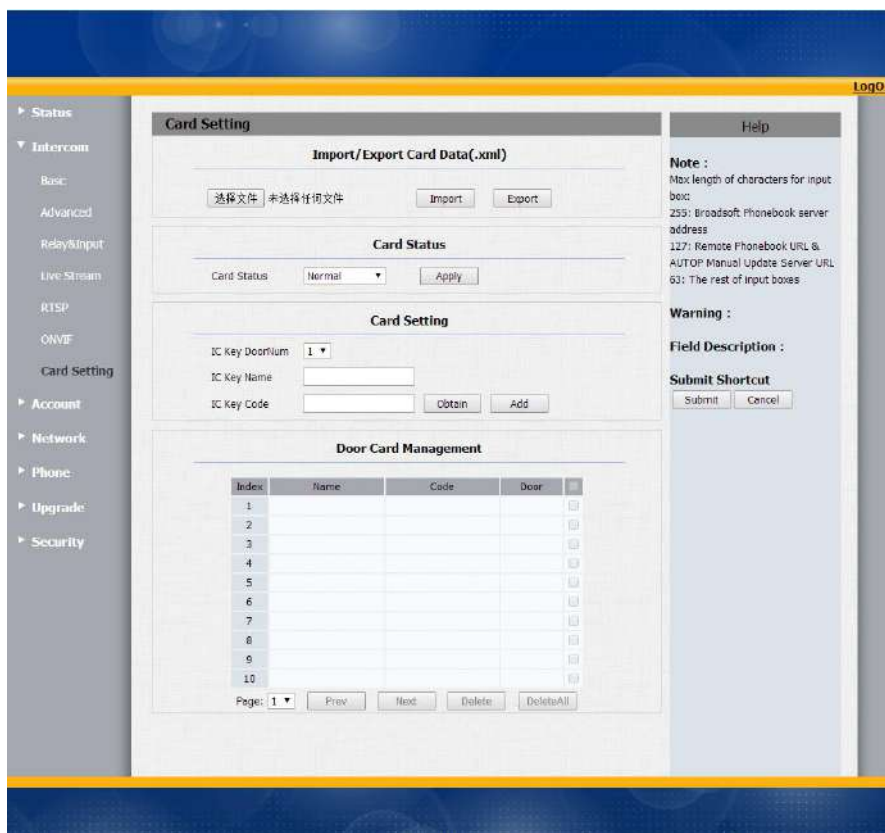 LogO
Status
Intercom
Basic
Advanced
Relay&Input
Live Stream
RTSP
ONVIF
Card Setting
Account
Network
Phone
Upgrade
Security
Card Setting
Import/Export Card Data(.xml)
选择文件 未选择任何文件 Import Export
Card Status
Card Status Normal Apply
Card Setting
IC Key DoorNum 1
IC Key Name
IC Key Code Obtain Add
Door Card Management
Index Name Code Door
1
2
3
4
5
6
7
8
9
10
Page: 1 Prev Next Delete DeleteAll
Help
Note :
Max length of characters for input
box:
255: Broadsoft Phonebook server
address
127: Remote Phonebook URL &
AUTOP Manual Update Server URL
63: The rest of input boxes
Warning :
Field Description :
Submit Shortcut
Submit Cancel